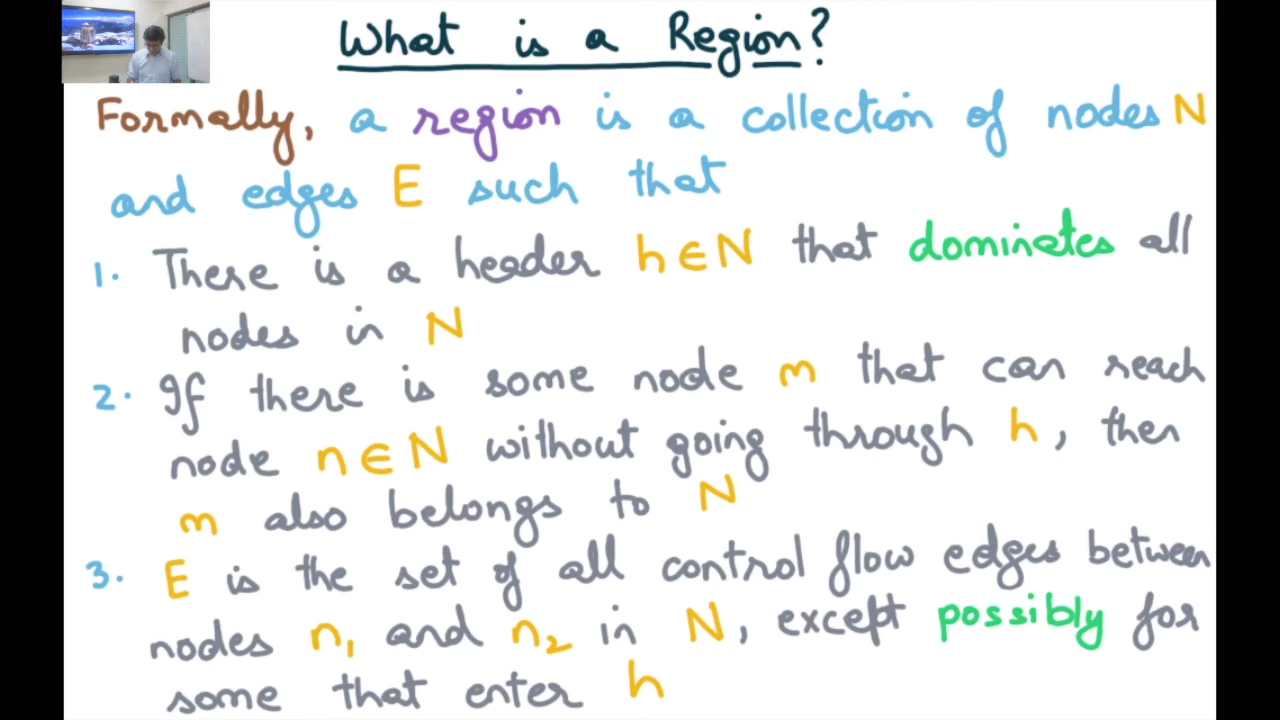 What is a Region?
Formally, a region is a collection of nodes N
and edges E such that
1. There is a header h ∈ N that dominates all
nodes in N
2. If there is some node m that can reach
node n ∈ N without going through h, then
m also belongs to N
3. E is the set of all control flow edges between
nodes n₁ and n₂ in N, except possibly for
some that enter h